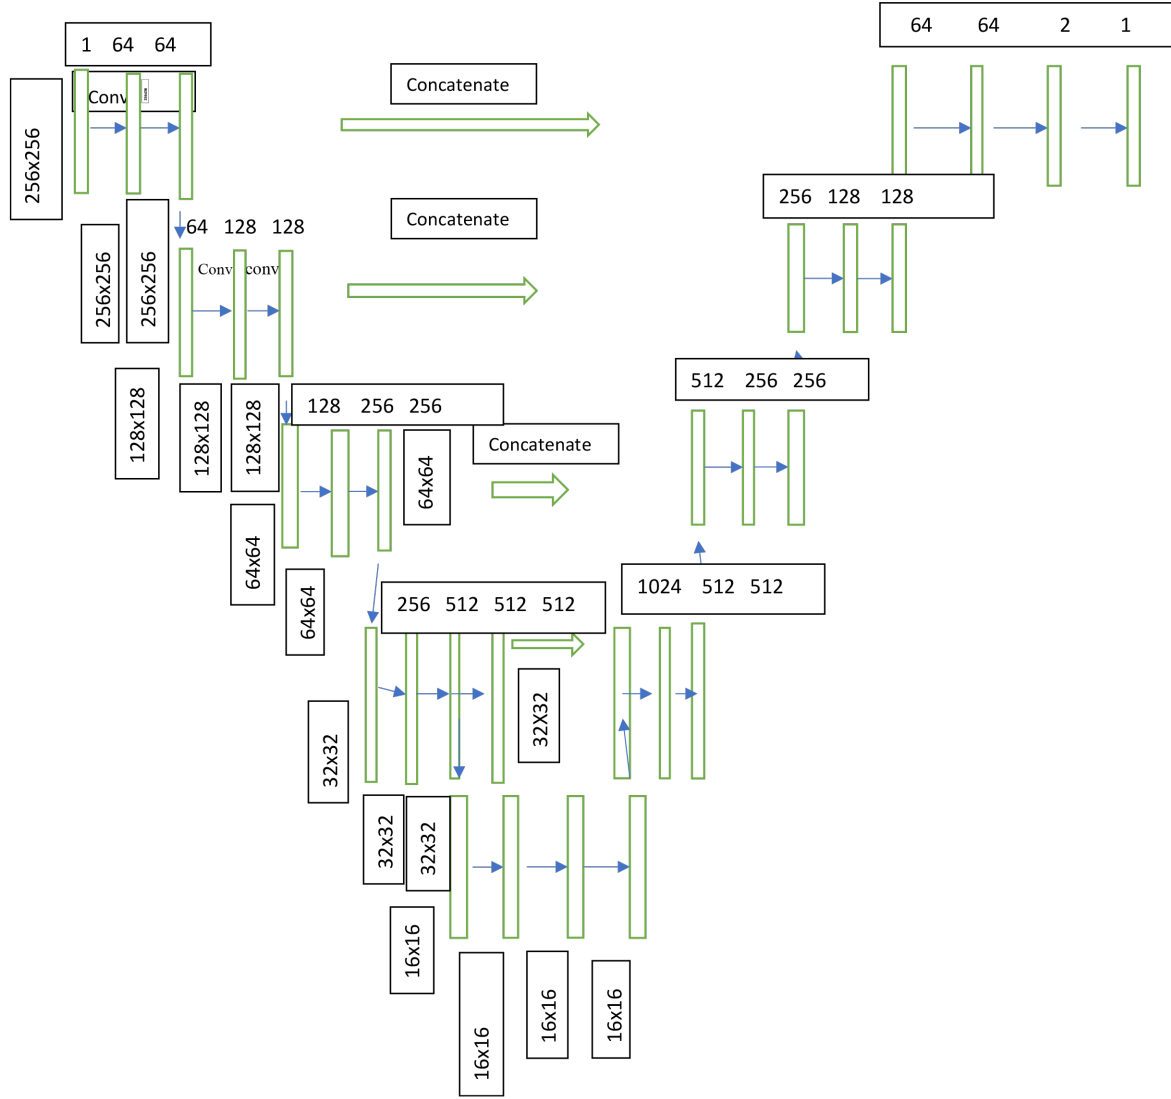 1 64 64
64 64 2 1
Conv
Concatenate
256x256
256 128 128
Concatenate
64 128 128
256x256
256x256
Conv conv
512 256 256
128x128
128x128
128x128
128 256 256
Concatenate
64x64
64x64
64x64
1024 512 512
256 512 512 512
32X32
32x32
32x32
32x32
16x16
16x16
16x16
16x16